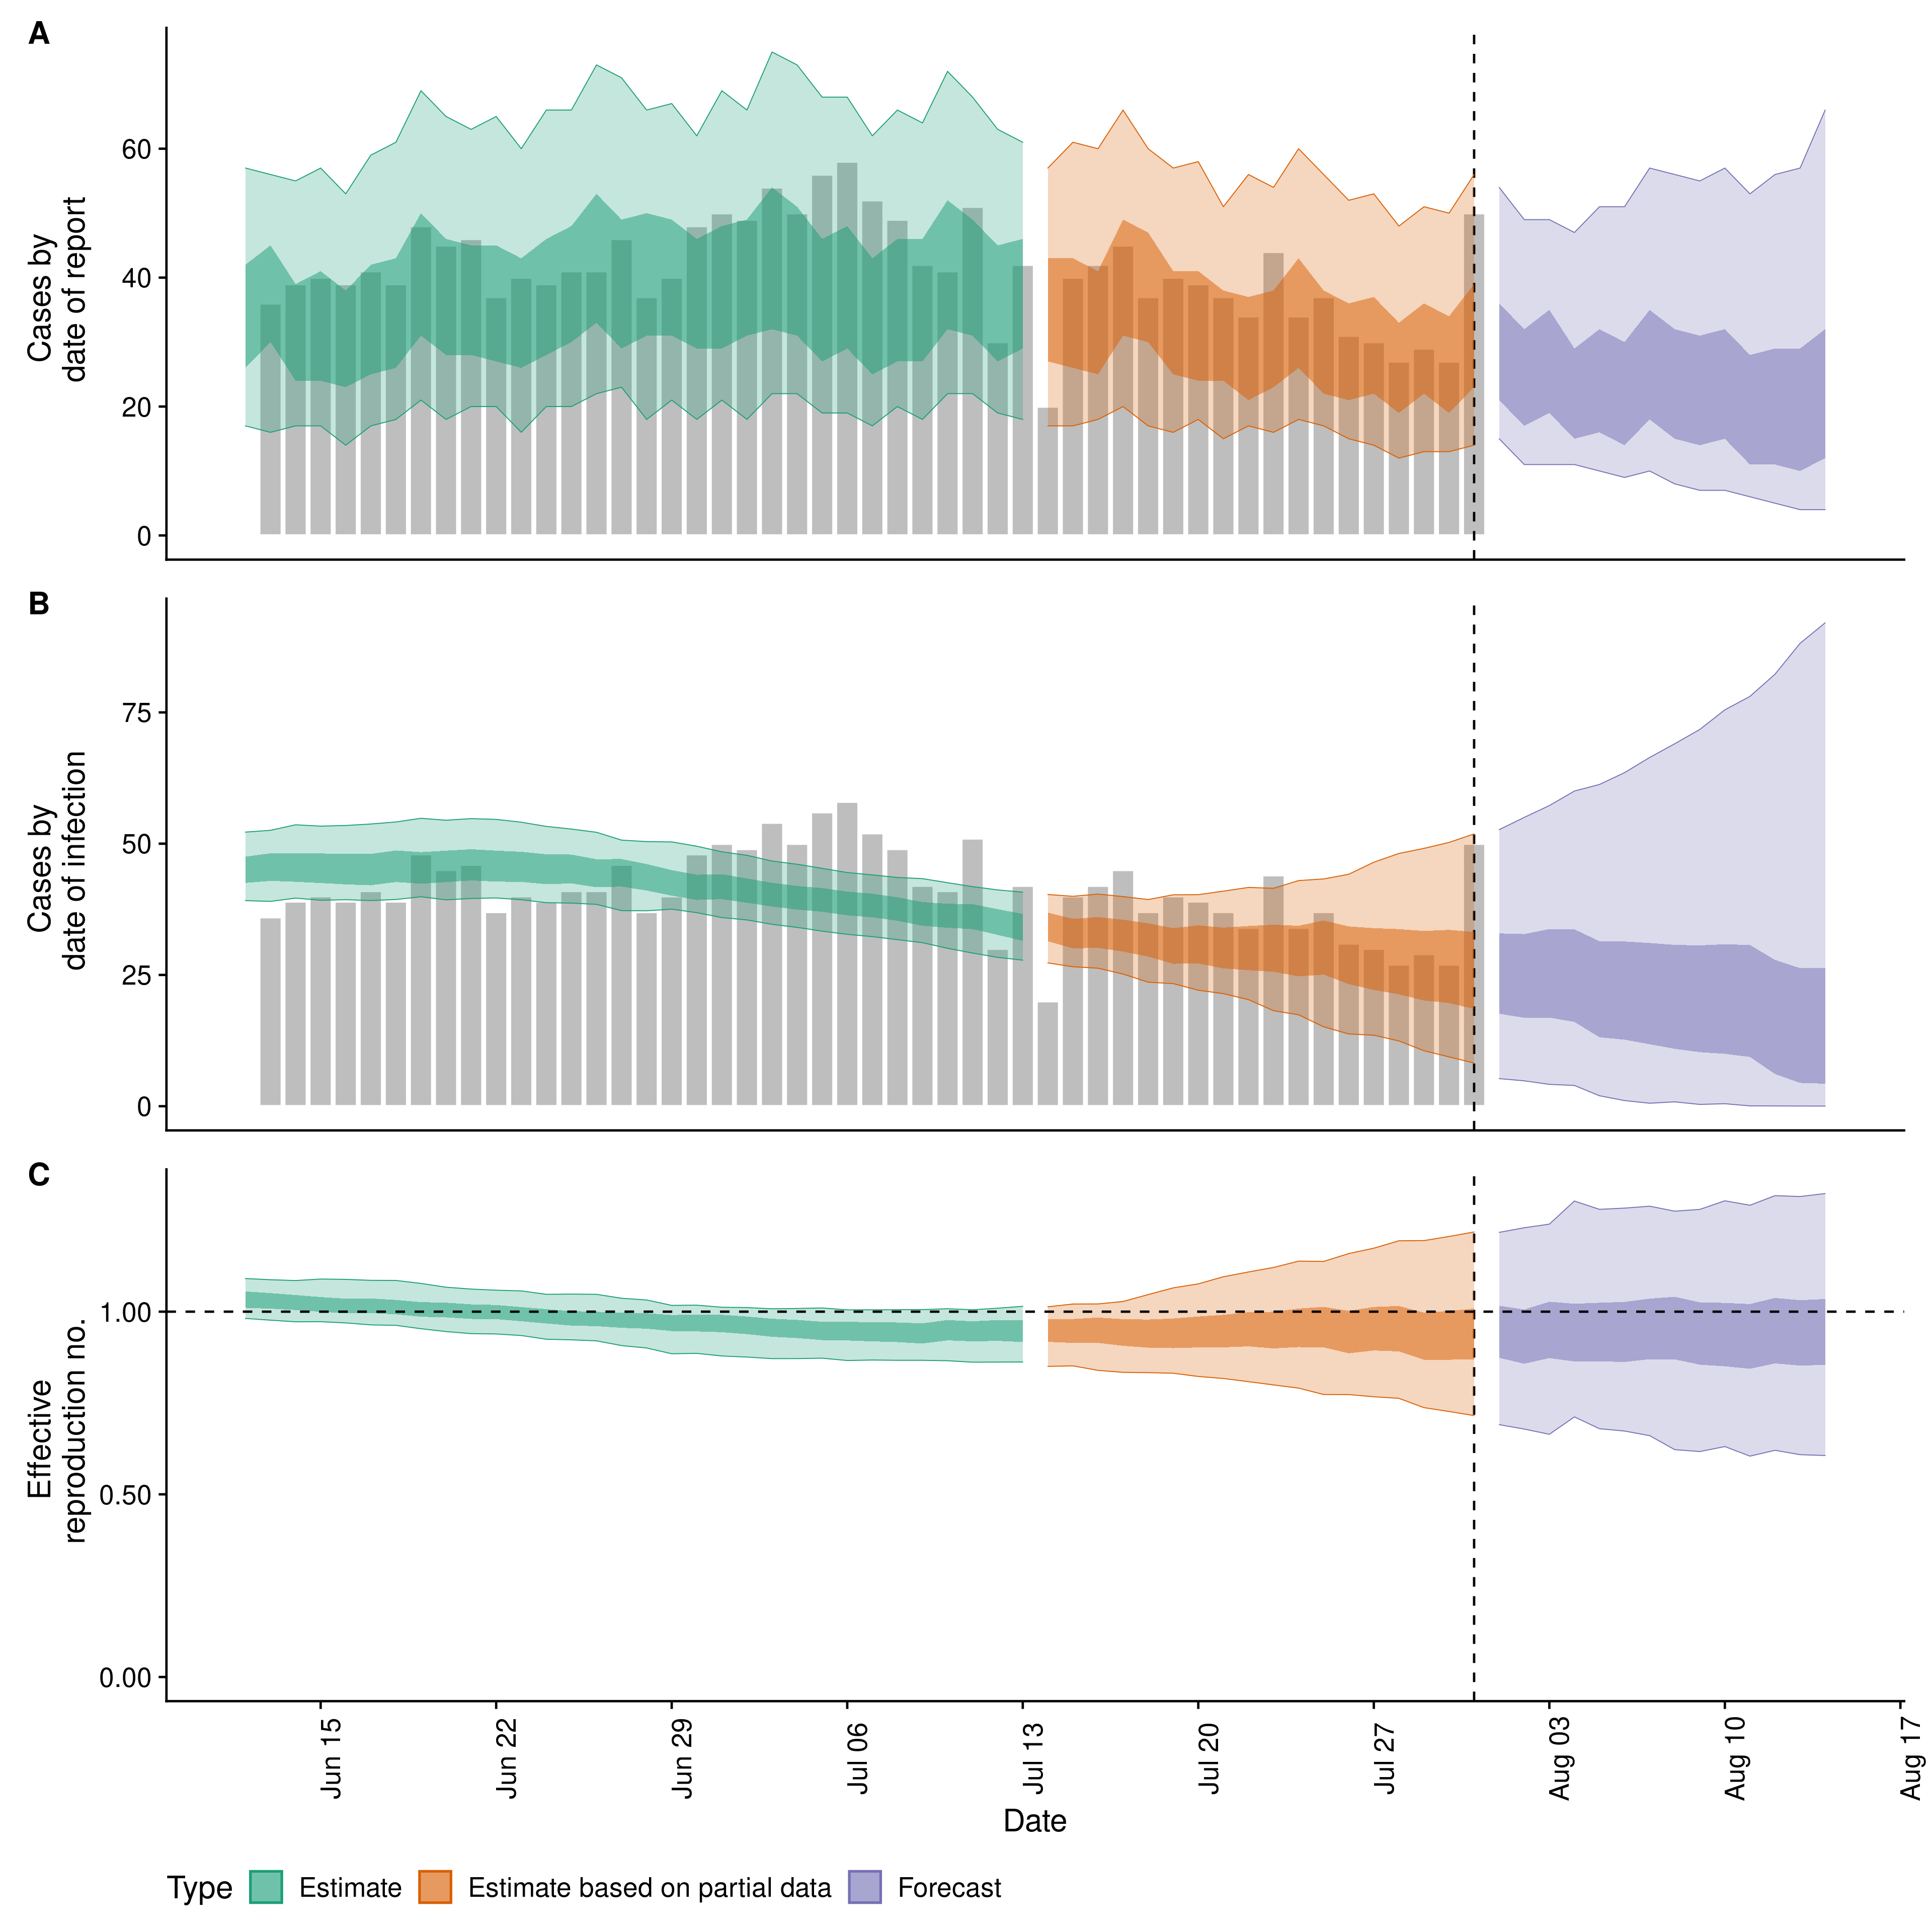 A
Cases by
date of report
60
40
20
0
B
Cases by
date of infection
75
50
25
0
C
Effective
reproduction no.
1.00
0.50
0.00
Jun 15
Jun 22
Jun 29
Jul 06
Jul 13
Jul 20
Jul 27
Aug 03
Aug 10
Aug 17
Date
Type Estimate Estimate based on partial data Forecast